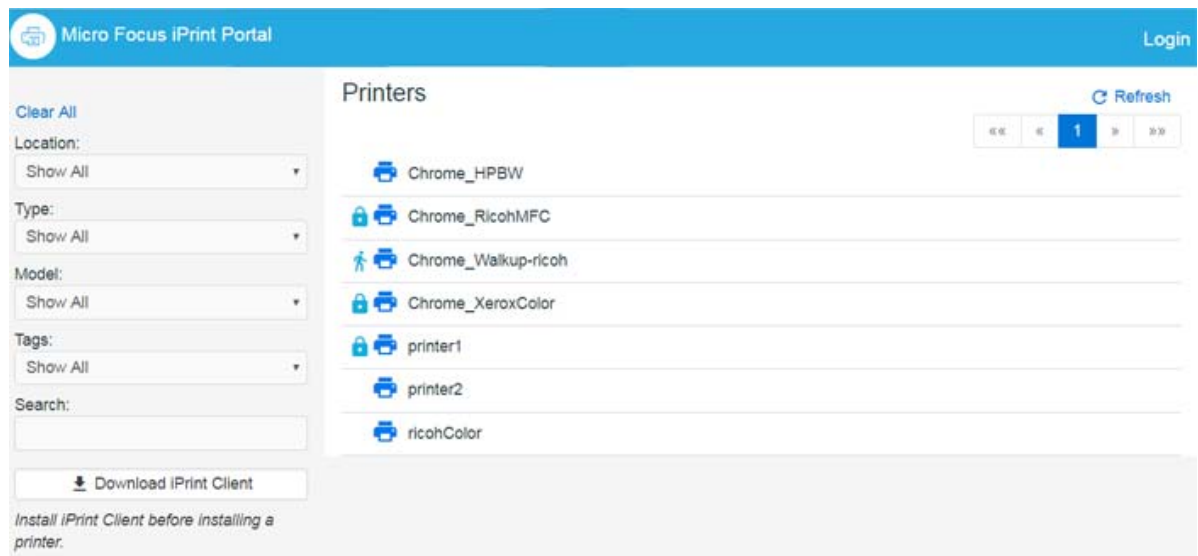 Micro Focus iPrint Portal
Login
Clear All
Location:
Show All
Type:
Show All
Model:
Show All
Tags:
Show All
Search:
Download iPrint Client
Install iPrint Client before installing a
printer.
Printers
Refresh
«« « 1 » »»
Chrome_HPBW
Chrome_RicohMFC
Chrome_Walkup-ricoh
Chrome_XeroxColor
printer1
printer2
ricohColor